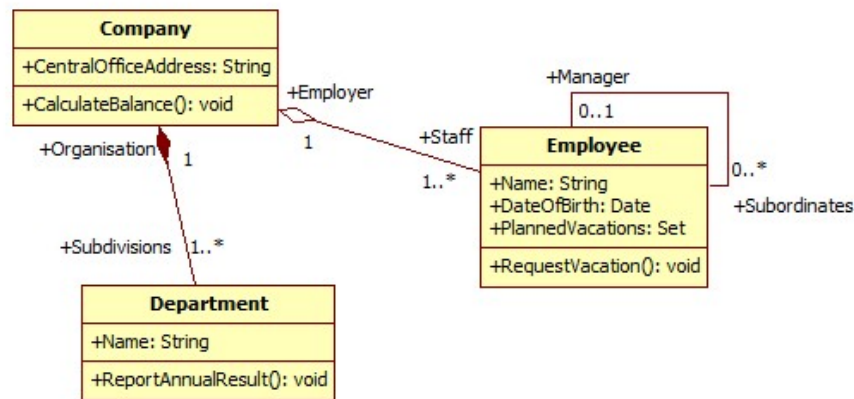 Company
+CentralOfficeAddress: String
+CalculateBalance(): void
+Employer
1
+Organisation
1
+Staff
1..*
+Manager
0..1
Employee
+Name: String
+DateOfBirth: Date
+PlannedVacations: Set
+RequestVacation(): void
0..*
+Subordinates
+Subdivisions
1..*
Department
+Name: String
+ReportAnnualResult(): void